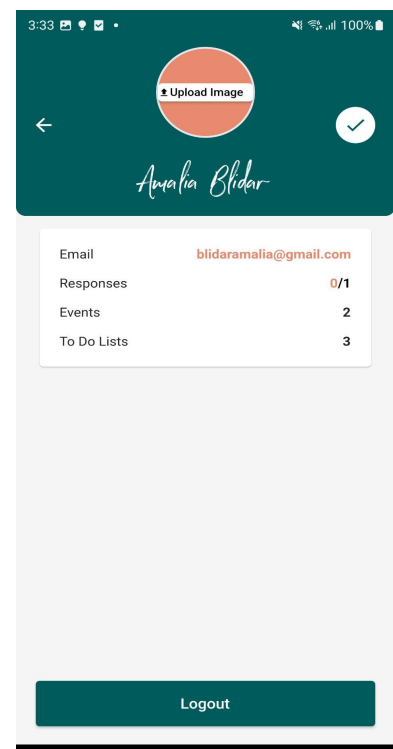 3:33 100%
Upload Image
Amalia Blidar
Email blidaramalia@gmail.com
Responses 0/1
Events 2
To Do Lists 3
Logout